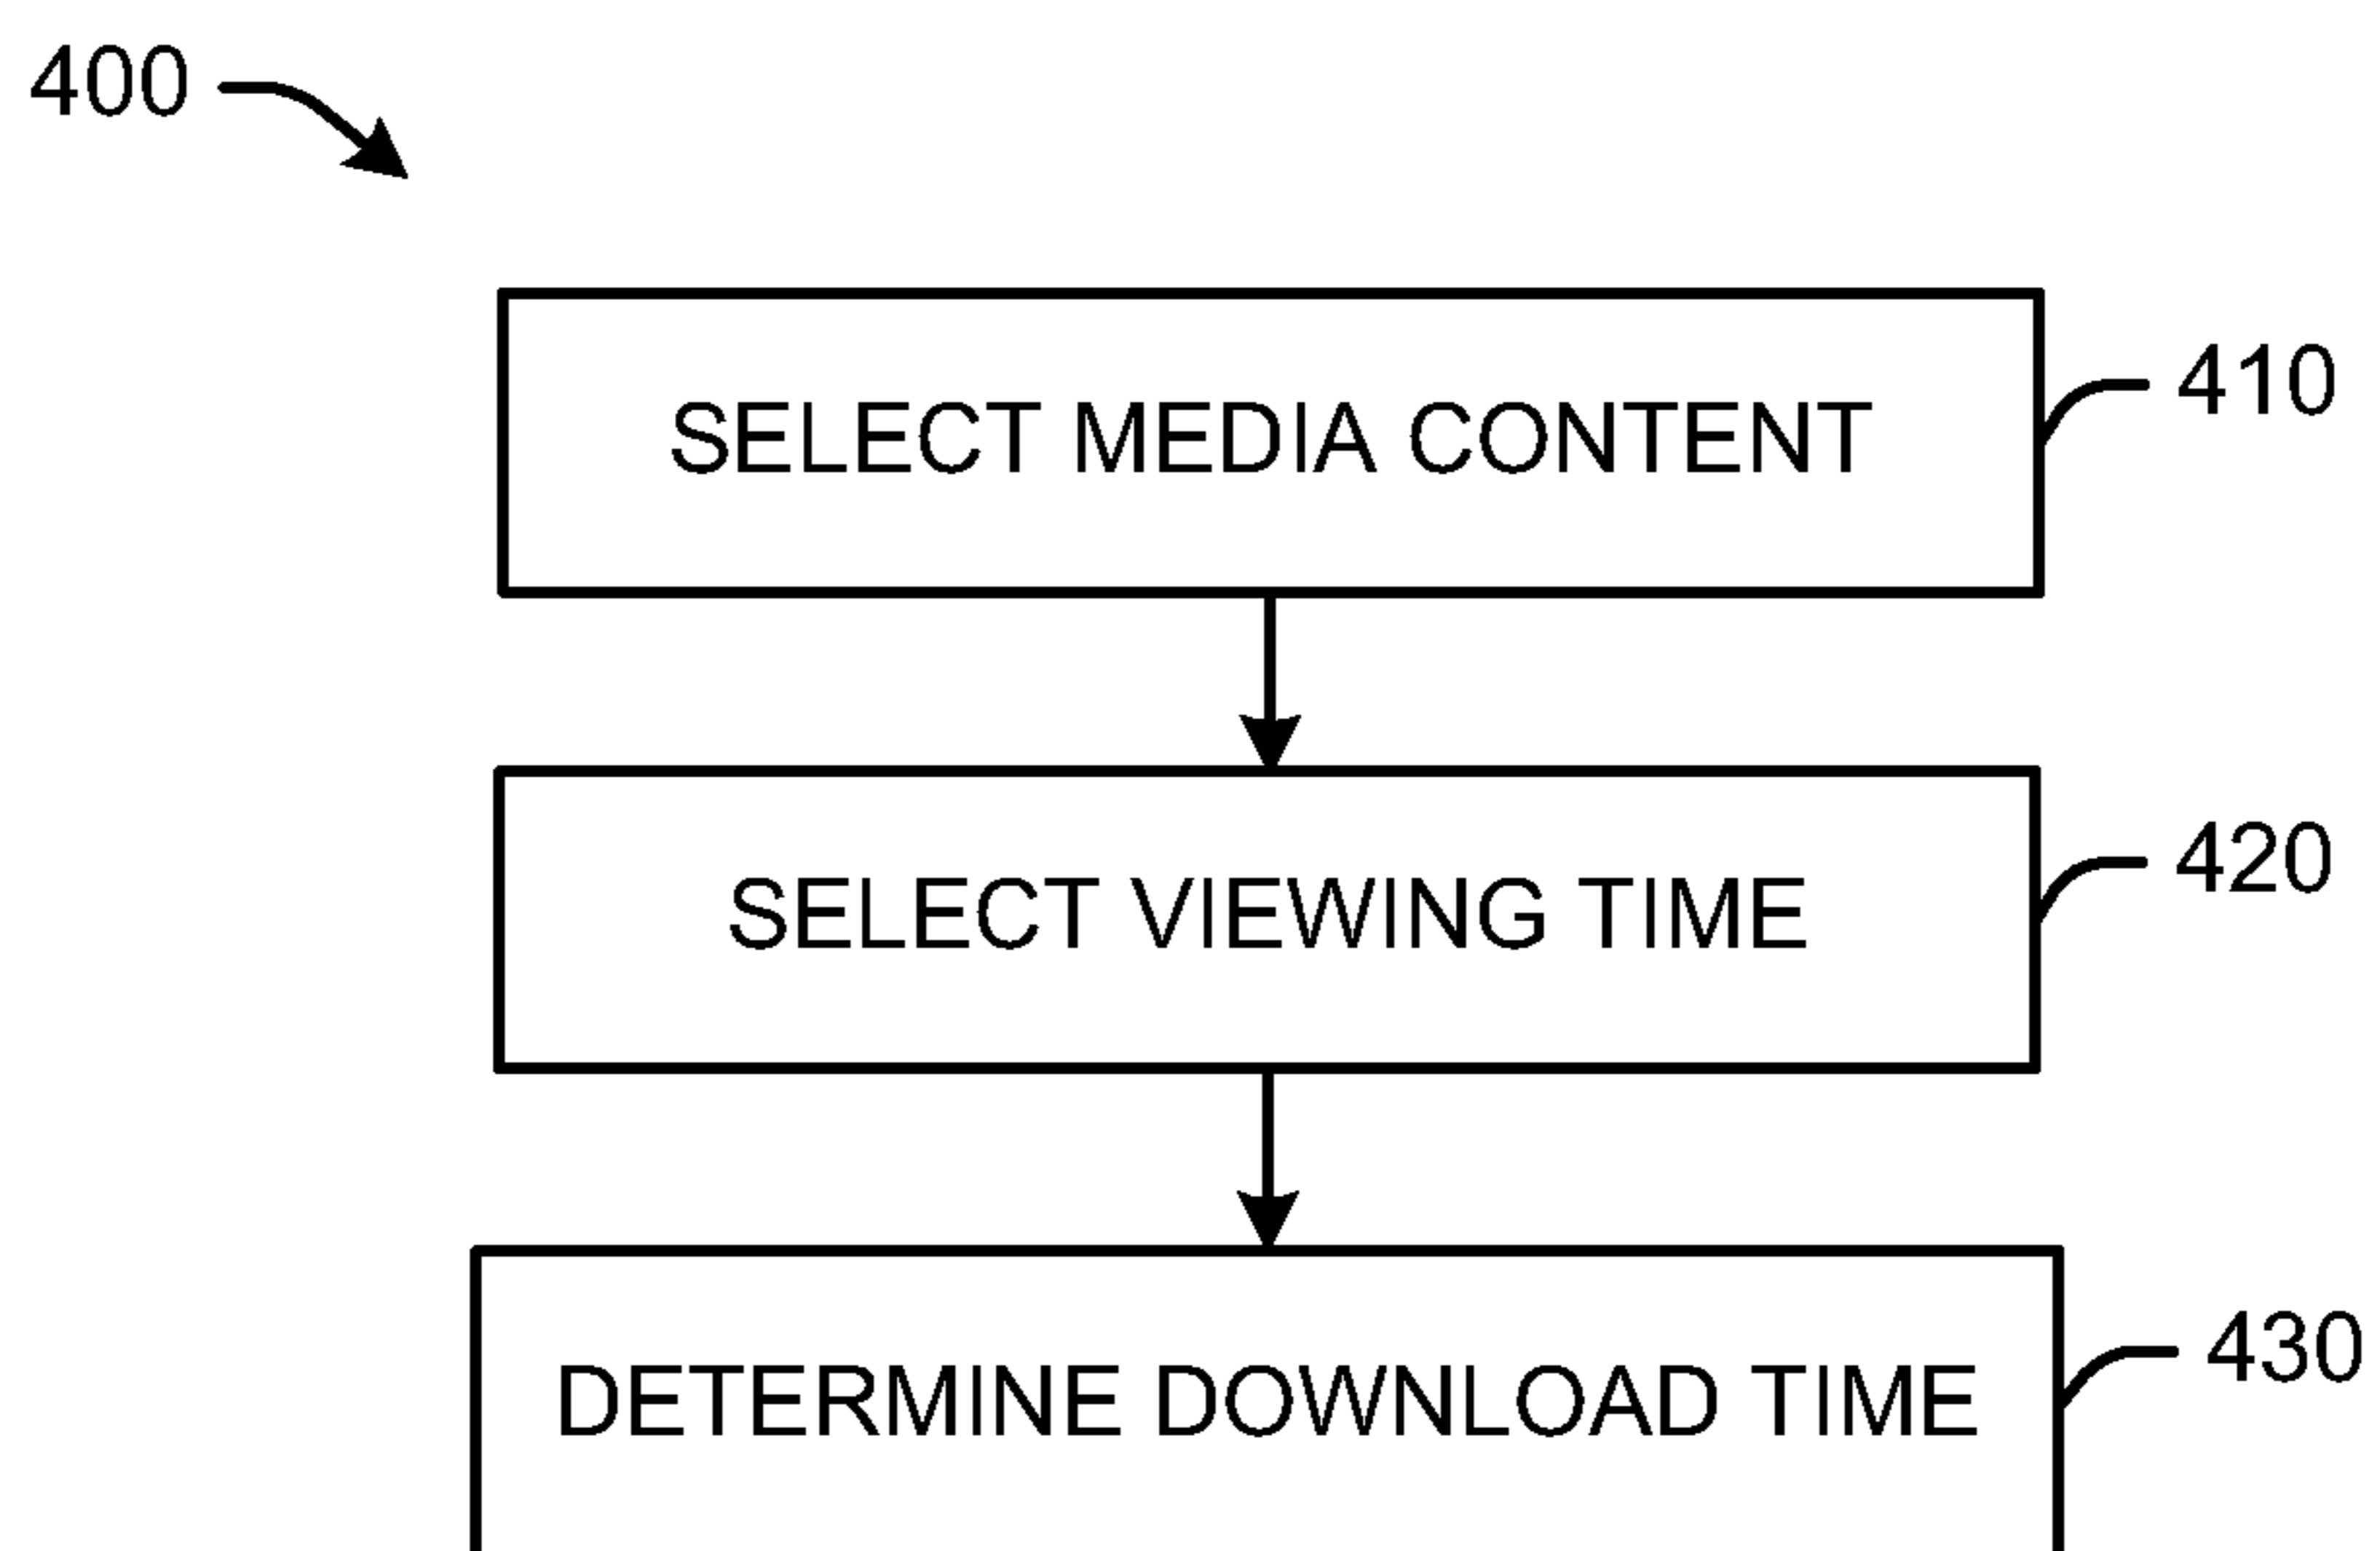 400
SELECT MEDIA CONTENT
410
SELECT VIEWING TIME
420
DETERMINE DOWNLOAD TIME
430